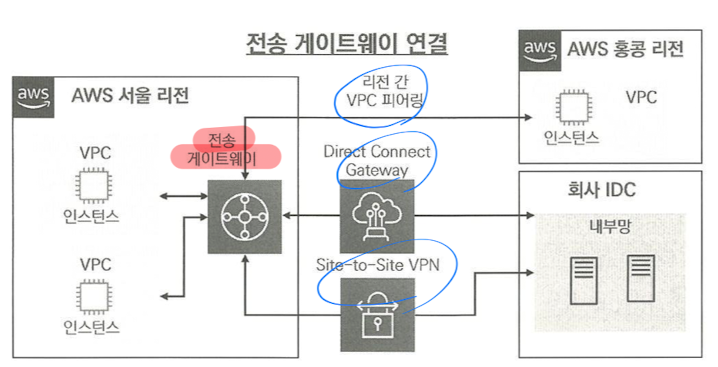 전송 게이트웨이 연결
aws
AWS 서울 리전
VPC
인스턴스
VPC
인스턴스
전송
게이트웨이
리전 간
VPC 피어링
Direct Connect
Gateway
Site-to-Site VPN
aws
AWS 홍콩 리전
VPC
인스턴스
회사 IDC
내부망